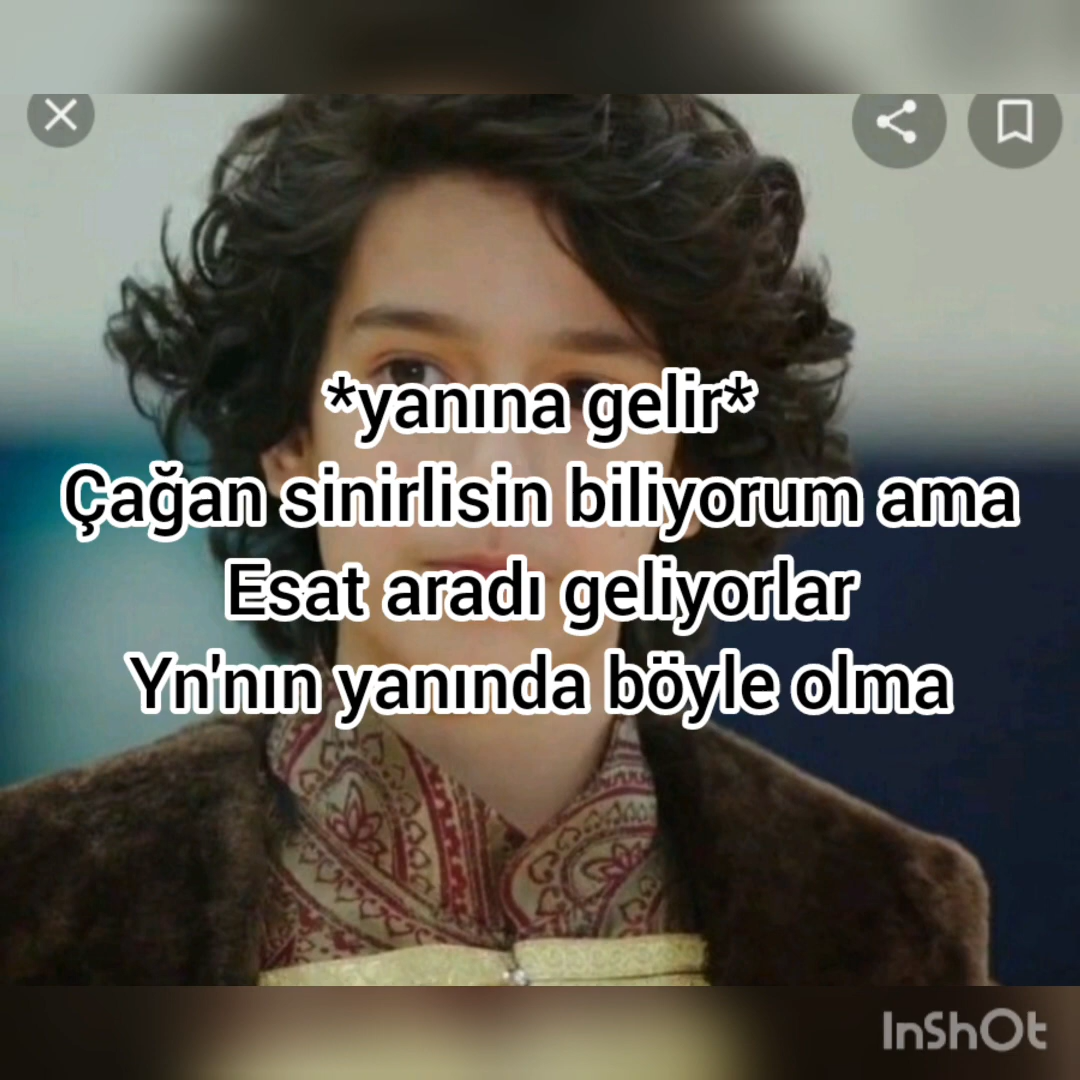 *yanına gelir*
Çağan sinirlisin biliyorum ama
Esat aradı geliyorlar
Yn'nın yanında böyle olma
InShOt